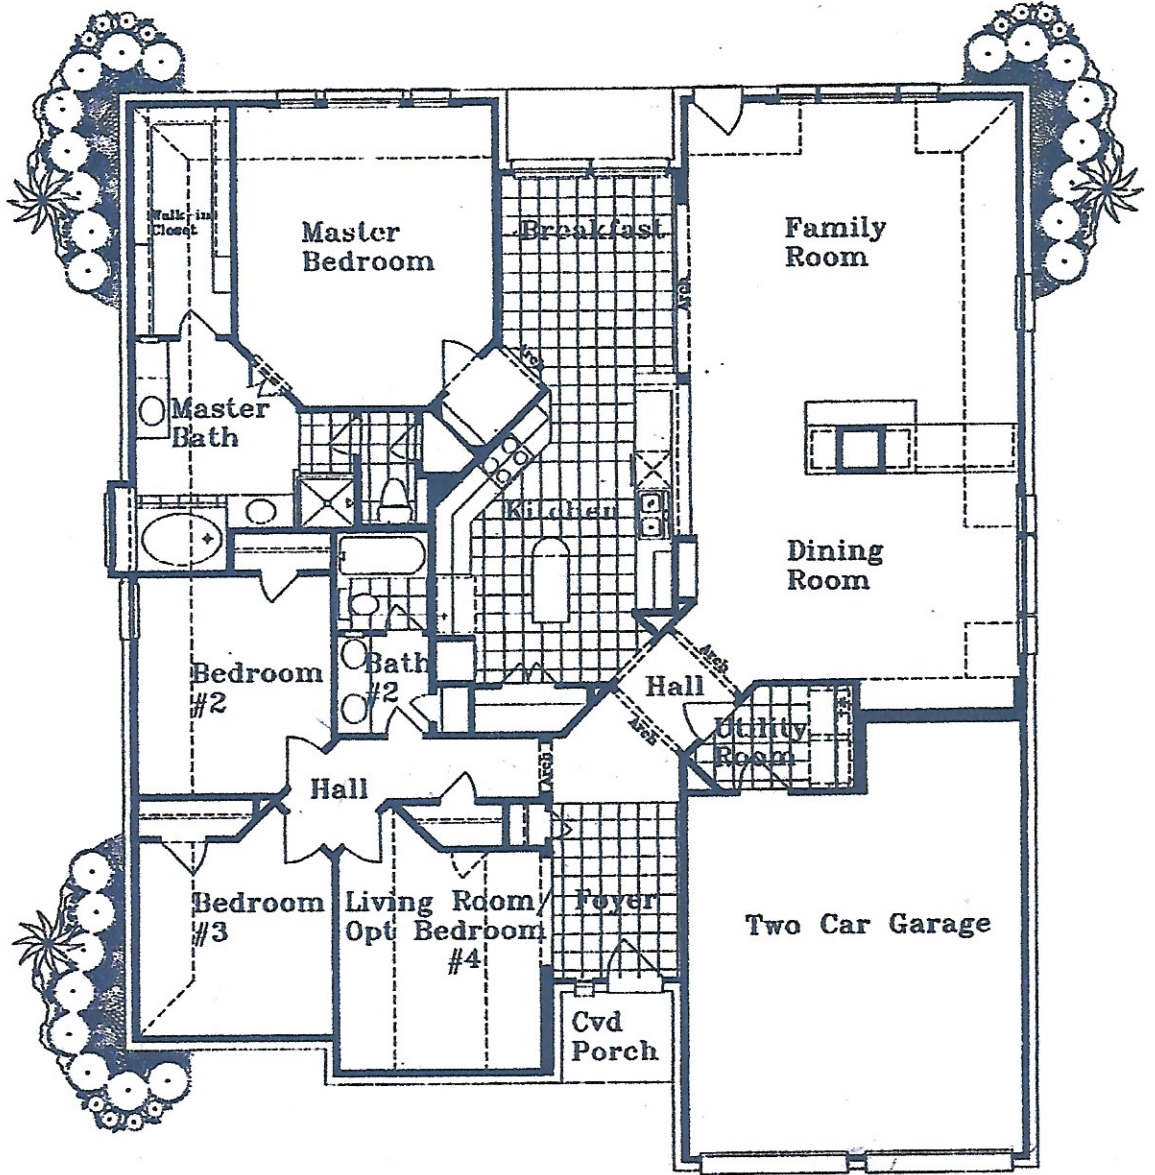 Walk-in
Closet
Master
Bedroom
Breakfast
Family
Room
Arch
Arch
Master
Bath
Kitchen
Dining
Room
Bedroom
#2
Bath
#2
Hall
Arch
Arch
Utility
Room
Hall
Arch
Bedroom
#3
Living Room
Opt Bedroom
#4
Foyer
Two Car Garage
Cvd
Porch